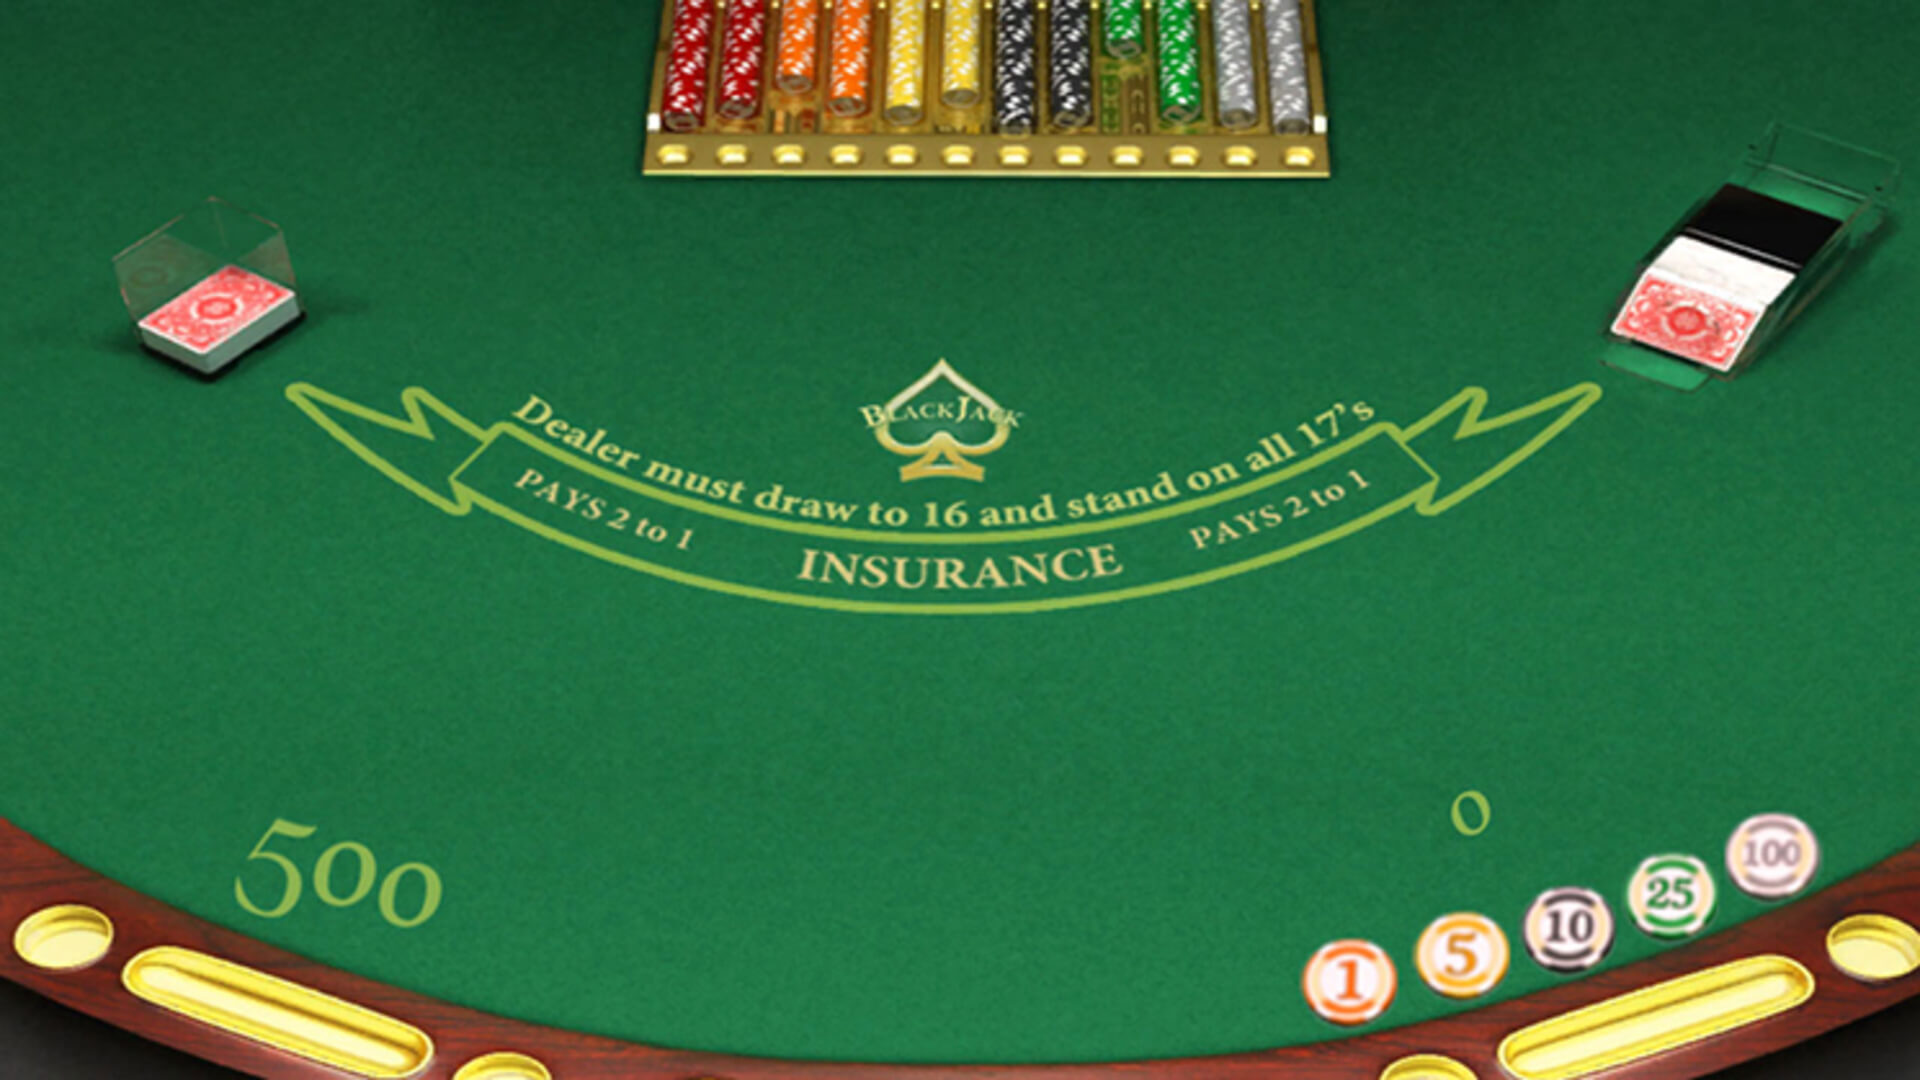 BLACKJACK
Dealer must draw to 16 and stand on all 17's
PAYS 2 to 1
INSURANCE
PAYS 2 to 1
500
0
1
5
10
25
100